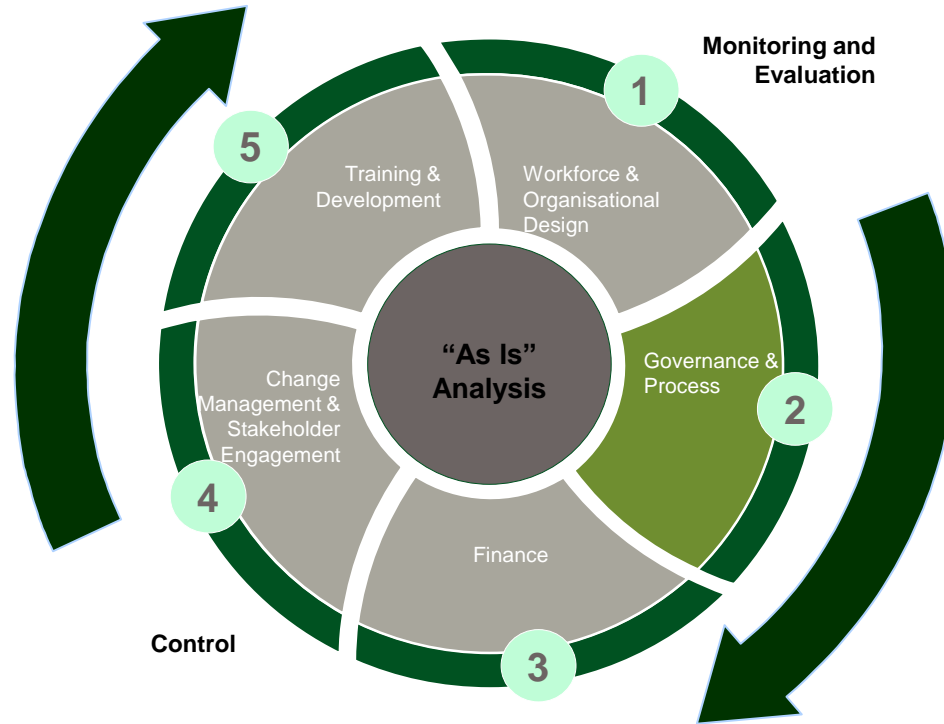 Monitoring and
Evaluation
1
Workforce &
Organisational
Design
2
Governance &
Process
3
Finance
4
Change
Management &
Stakeholder
Engagement
5
Training &
Development
“As Is”
Analysis
Control